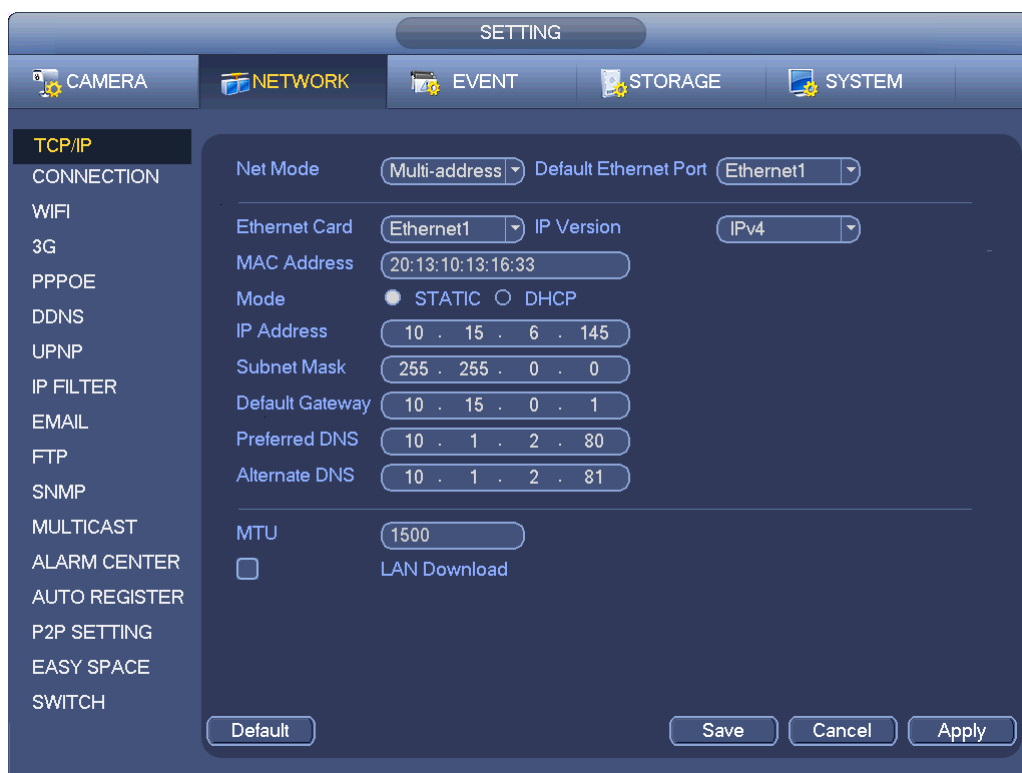 SETTING
CAMERA NETWORK EVENT STORAGE SYSTEM
TCP/IP
CONNECTION
WIFI
3G
PPPOE
DDNS
UPNP
IP FILTER
EMAIL
FTP
SNMP
MULTICAST
ALARM CENTER
AUTO REGISTER
P2P SETTING
EASY SPACE
SWITCH
Net Mode Multi-address Default Ethernet Port Ethernet1
Ethernet Card Ethernet1 IP Version IPv4
MAC Address 20:13:10:13:16:33
Mode STATIC DHCP
IP Address 10 . 15 . 6 . 145
Subnet Mask 255 . 255 . 0 . 0
Default Gateway 10 . 15 . 0 . 1
Preferred DNS 10 . 1 . 2 . 80
Alternate DNS 10 . 1 . 2 . 81
MTU 1500
LAN Download
Default Save Cancel Apply